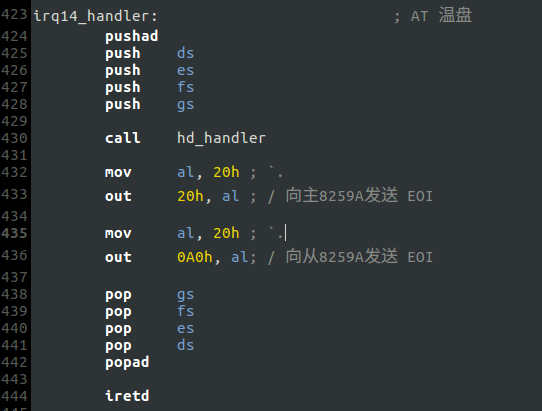 423 irq14_handler: ; AT 温盘
424 pushad
425 push ds
426 push es
427 push fs
428 push gs
429
430 call hd_handler
431
432 mov al, 20h ; `.
433 out 20h, al ; / 向主8259A发送 EOI
434
435 mov al, 20h ; `.
436 out 0A0h, al; / 向从8259A发送 EOI
437
438 pop gs
439 pop fs
440 pop es
441 pop ds
442 popad
443
444 iretd